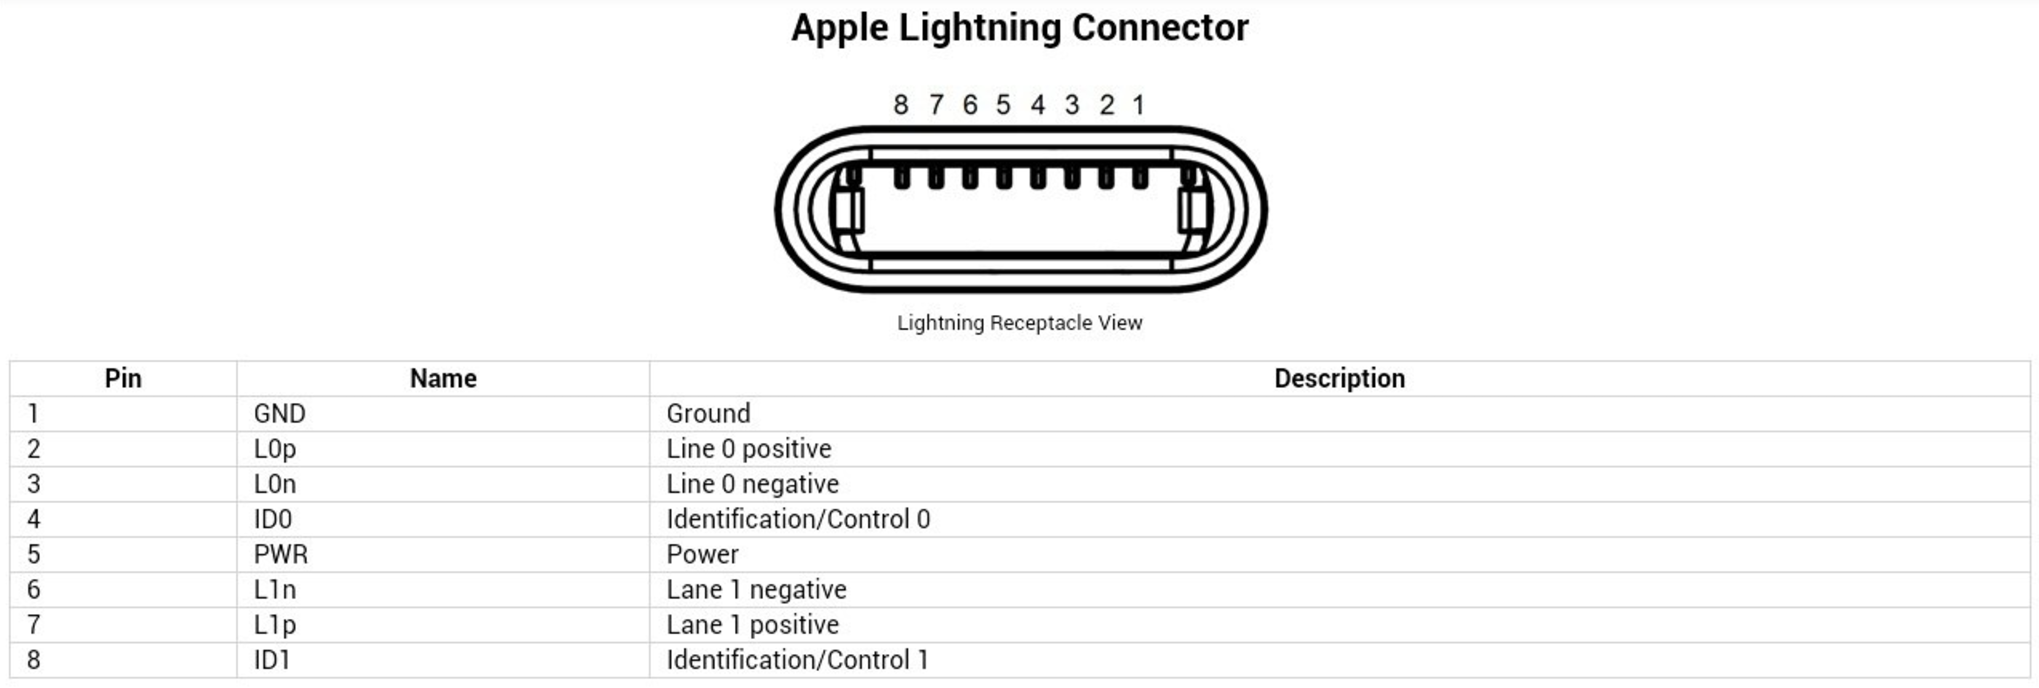 Apple Lightning Connector
8 7 6 5 4 3 2 1
Lightning Receptacle View
Pin Name Description
1 GND Ground
2 L0p Line 0 positive
3 L0n Line 0 negative
4 ID0 Identification/Control 0
5 PWR Power
6 L1n Lane 1 negative
7 L1p Lane 1 positive
8 ID1 Identification/Control 1